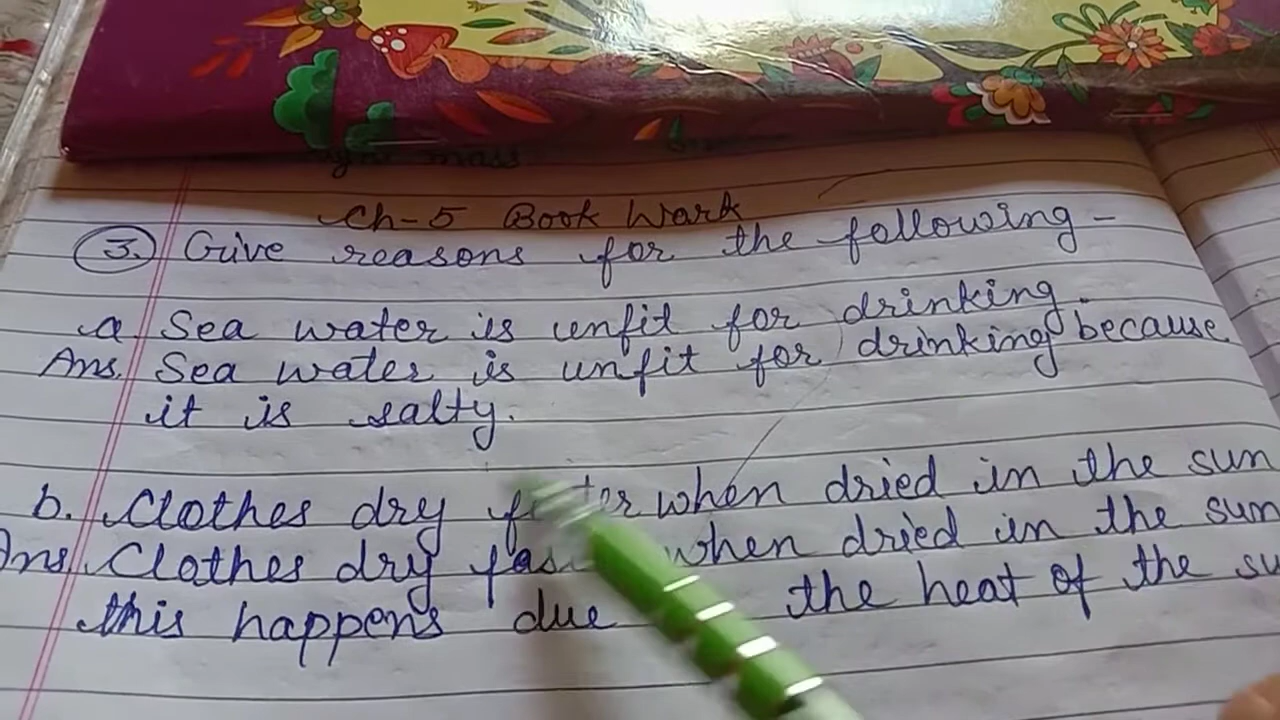 mass
Ch-5 Book Wark
3. Give reasons for the following -
a Sea water is unfit for drinking.
Ans. Sea water is unfit for drinking because
it is salty.
b. Clothes dry when dried in the sun
Ans. Clothes dry when dried in the sun
this happens due the heat of the